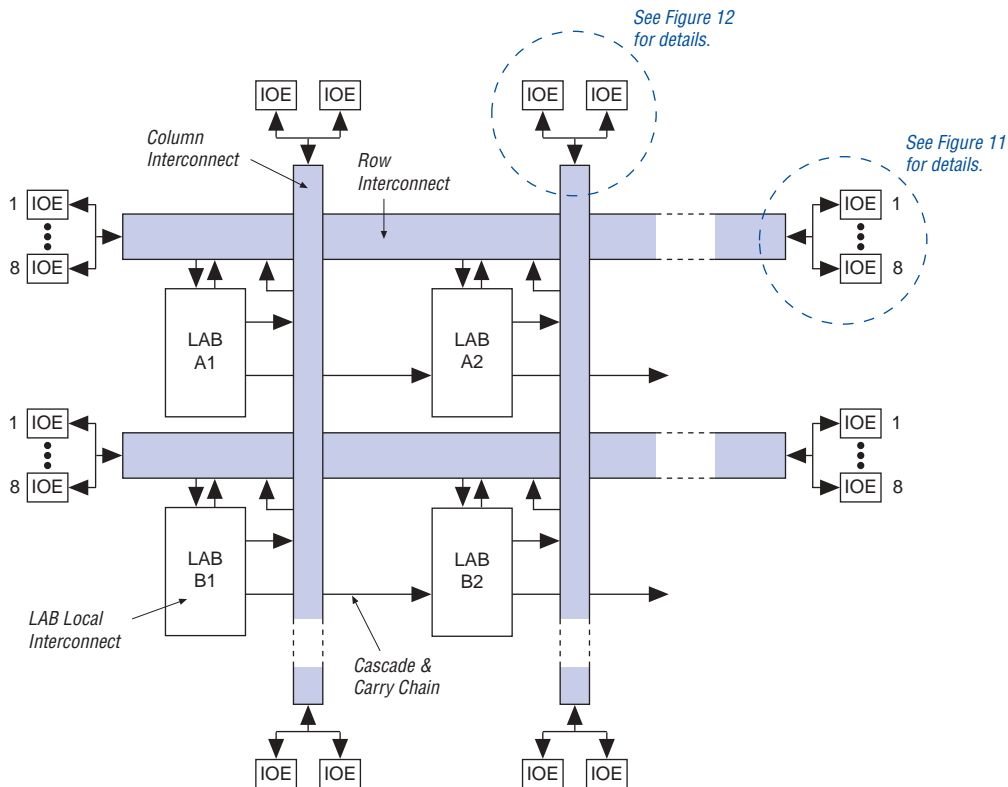 See Figure 12
for details.
IOE IOE IOE IOE
Column
Interconnect
Row
Interconnect
See Figure 11
for details.
1 IOE IOE 1
8 IOE IOE 8
LAB
A1
LAB
A2
1 IOE IOE 1
8 IOE IOE 8
LAB
B1
LAB
B2
LAB Local
Interconnect
Cascade &
Carry Chain
IOE IOE IOE IOE